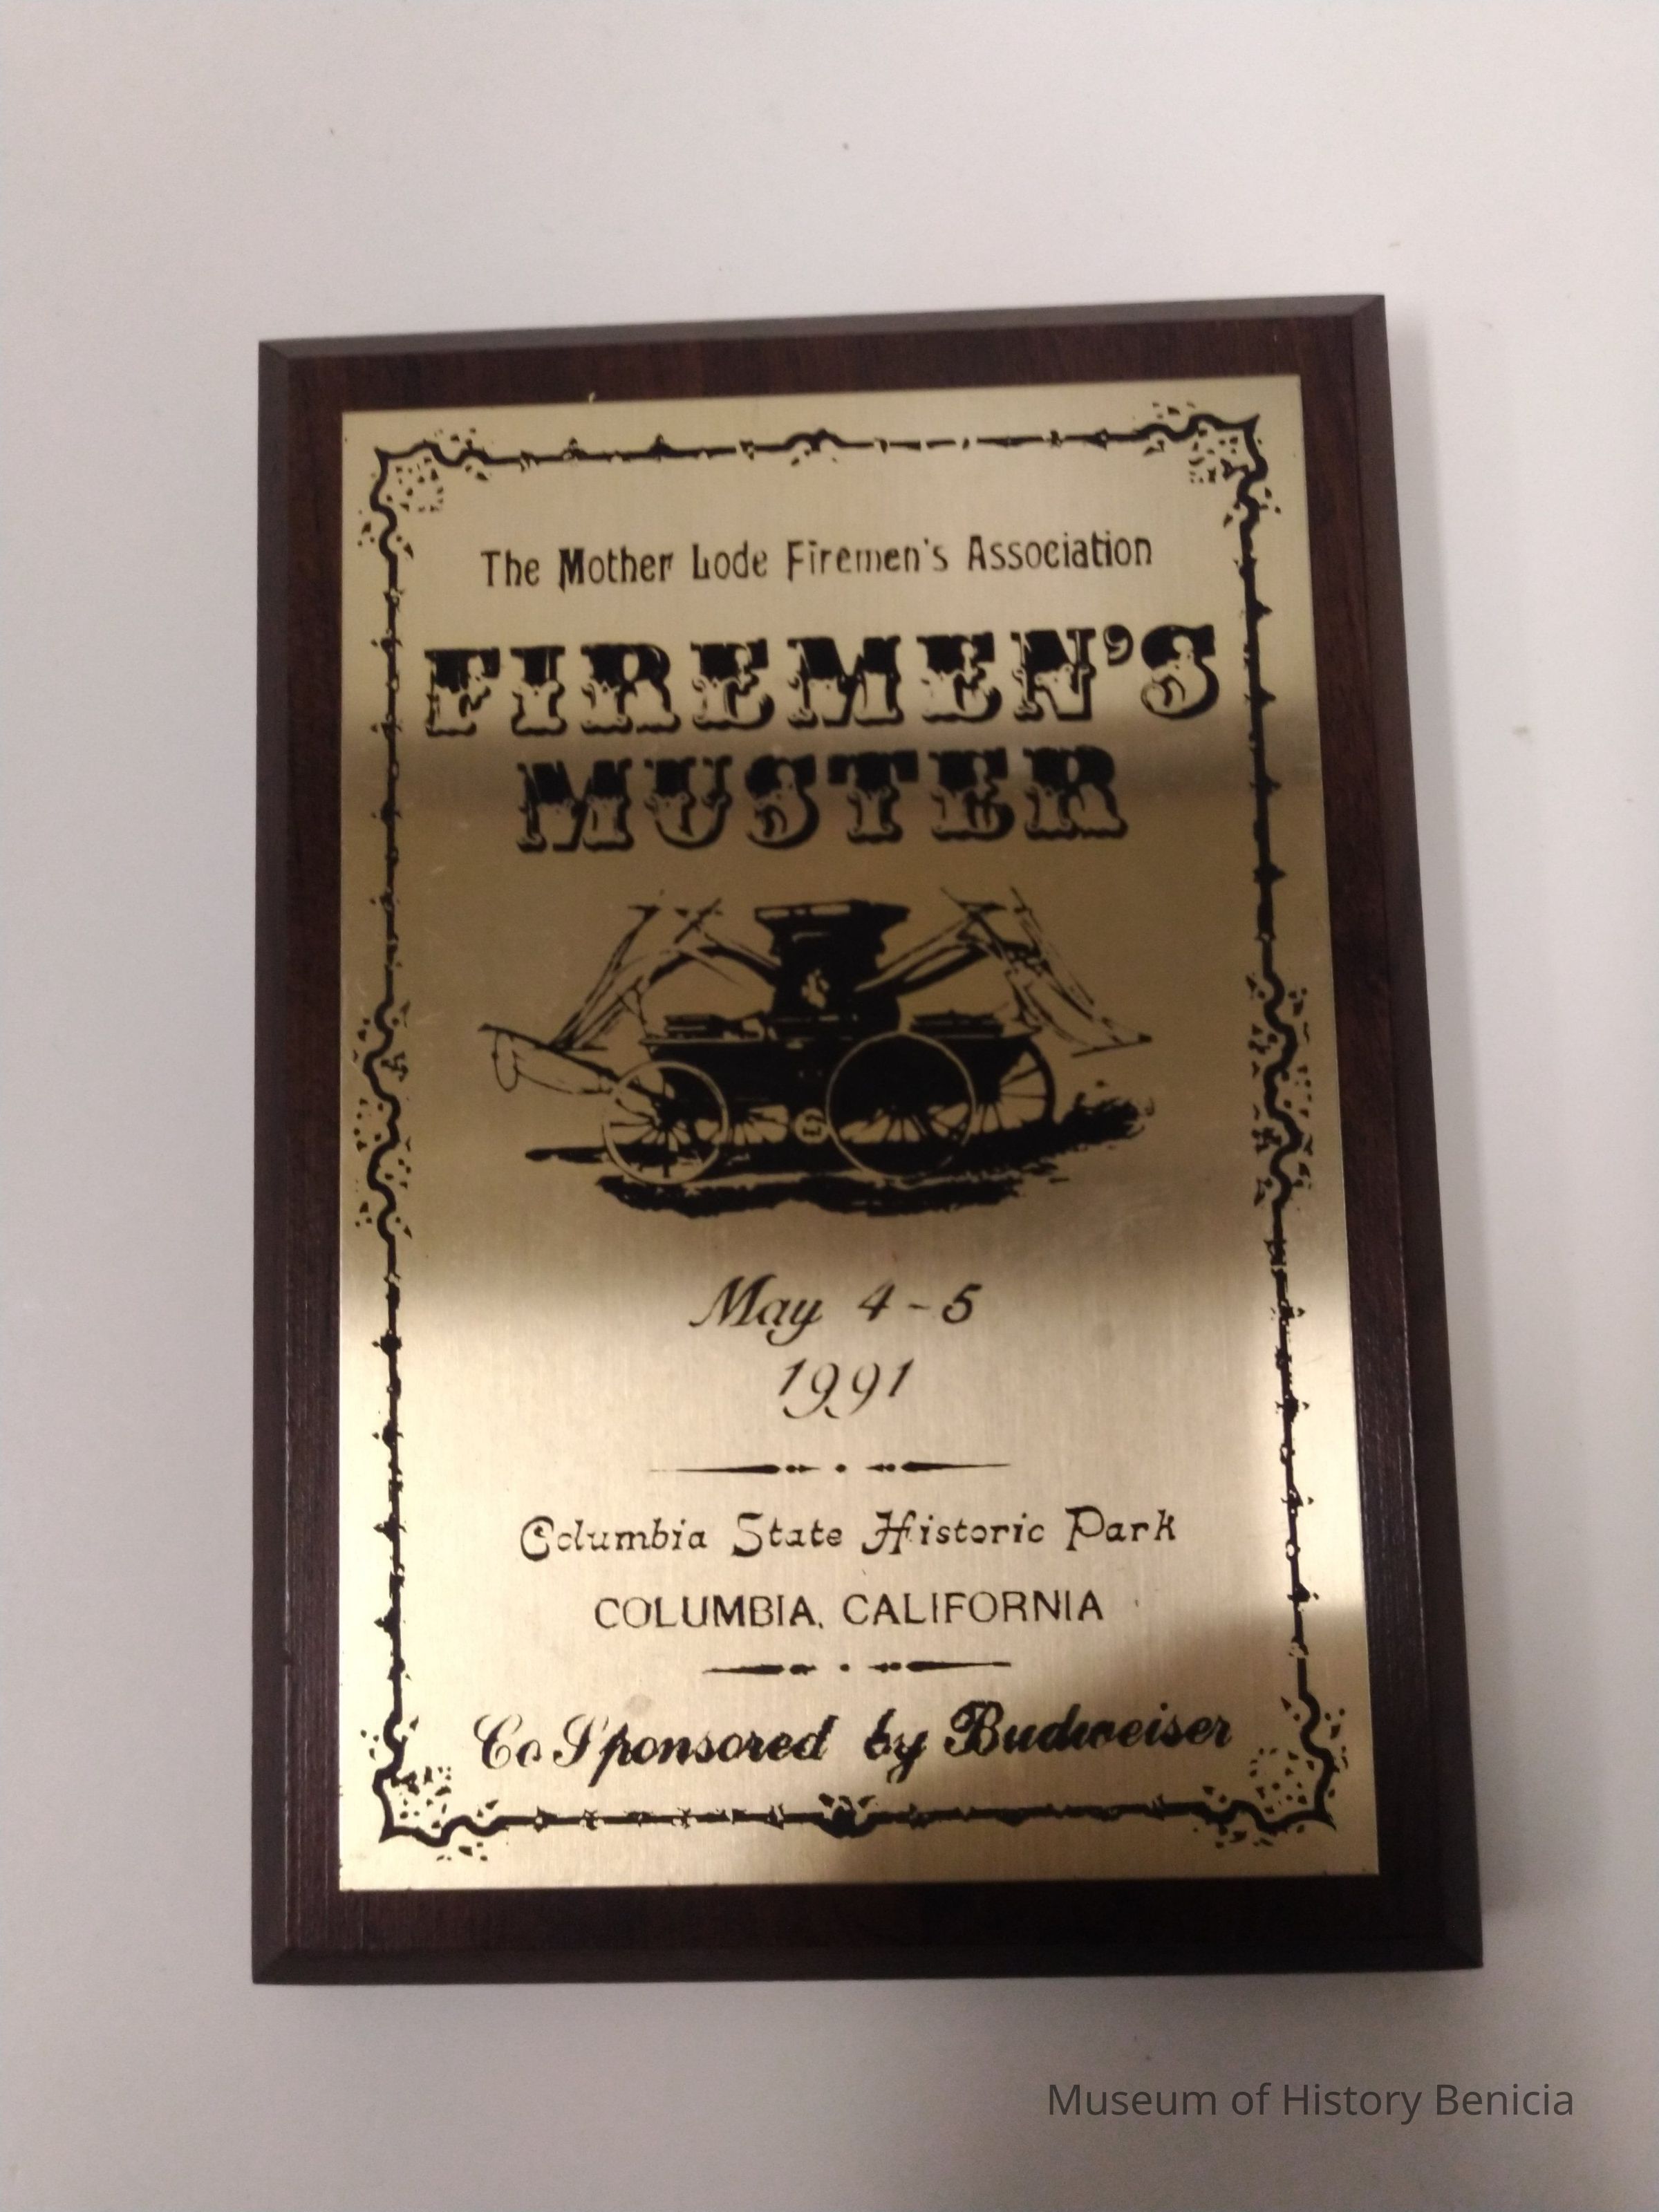 The Mother Lode Firemen's Association
FIREMEN'S
MUSTER
May 4-5
1991
Columbia State Historic Park
COLUMBIA, CALIFORNIA
Co Sponsored by Budweiser
Museum of History Benicia